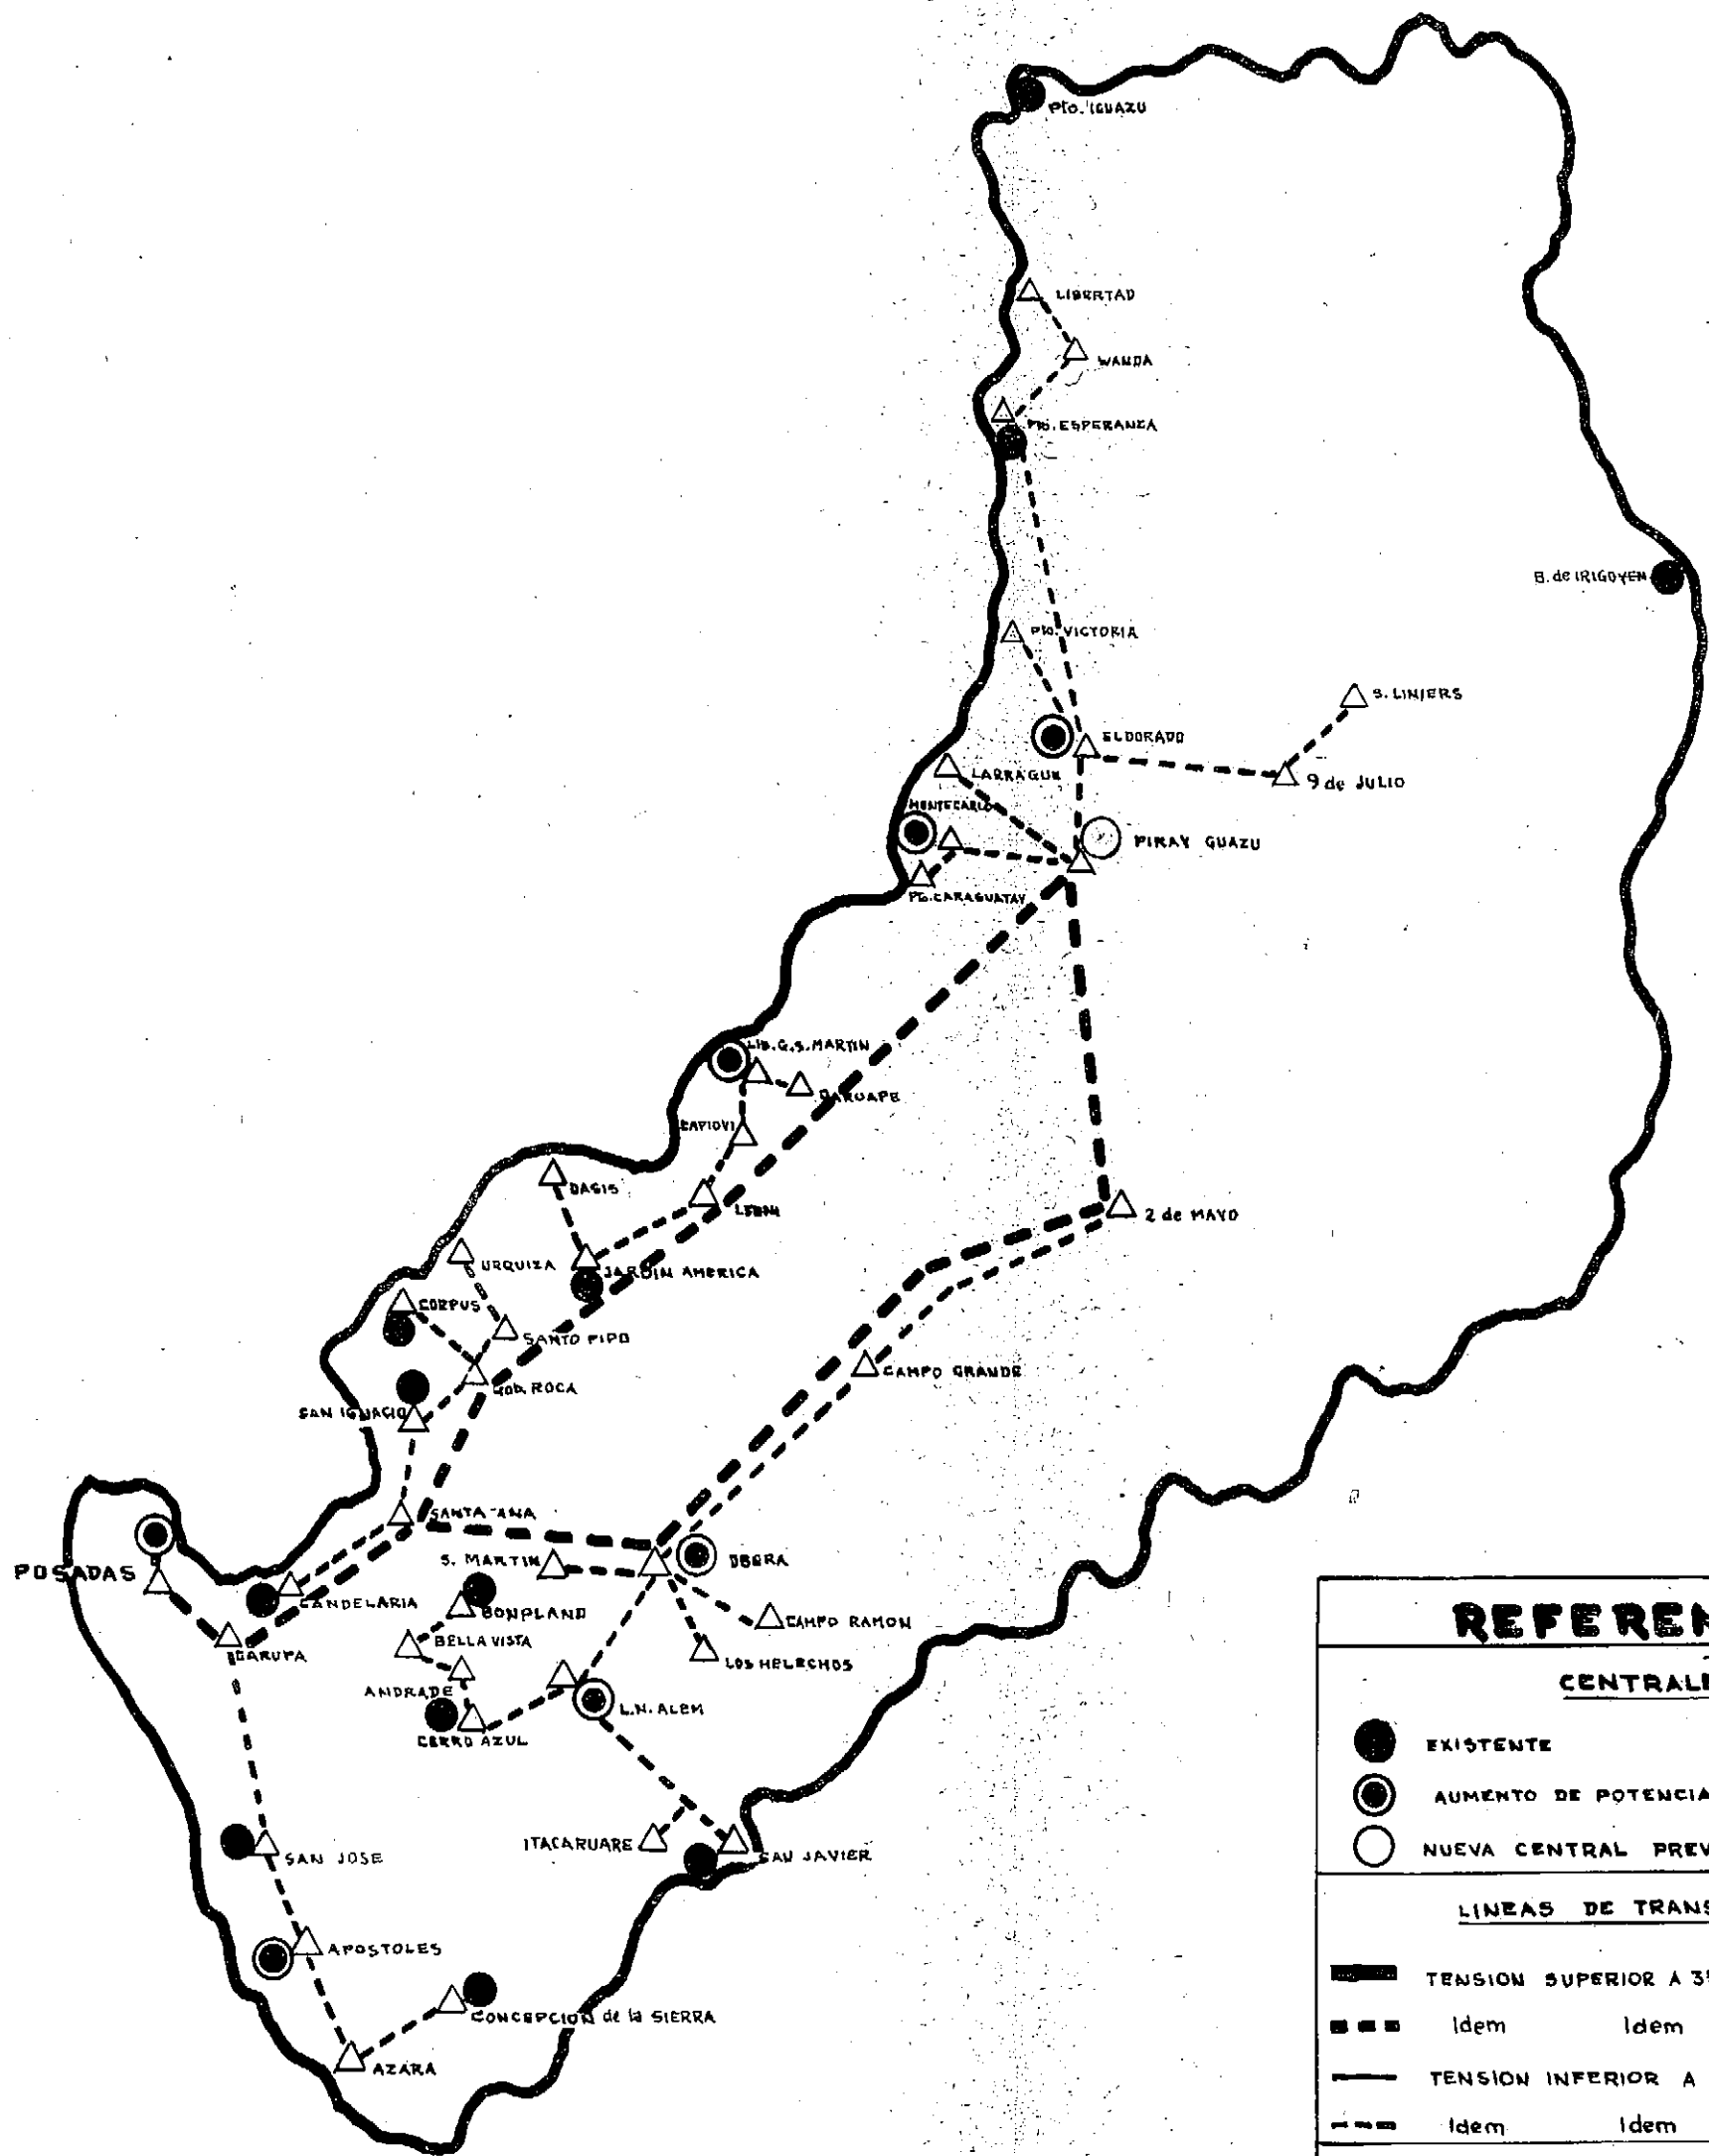 PTO. IGUAZU
LIBERTAD
WANDA
PTO. ESPERANZA
B. de IRIGOYEN
PTO. VICTORIA
S. LINIERS
ELDORADO
9 de JULIO
LARRAGUE
MONTECARLO
PIRAY GUAZU
PTO. CARAGUATAY
LIB. G. S. MARTIN
GARUAPE
CAPIOVI
OASIS
LEONI
2 de MAYO
URQUIZA
JARDIN AMERICA
CORPUS
SANTO PIPO
GOB. ROCA
CAMPO GRANDE
SAN IGNACIO
SANTA ANA
S. MARTIN
OBERA
POSADAS
CANDELARIA
BONPLAND
CAMPO RAMON
GARUPA
BELLA VISTA
LOS HELECHOS
ANDRADE
L.N. ALEM
CERRO AZUL
ITACARUARE
SAN JAVIER
SAN JOSE
APOSTOLES
CONCEPCION de la SIERRA
AZARA
REFEREN
CENTRALE
EXISTENTE
AUMENTO DE POTENCIA
NUEVA CENTRAL PREV
LINEAS DE TRANS
TENSION SUPERIOR A 3
Idem Idem
TENSION INFERIOR A
Idem Idem